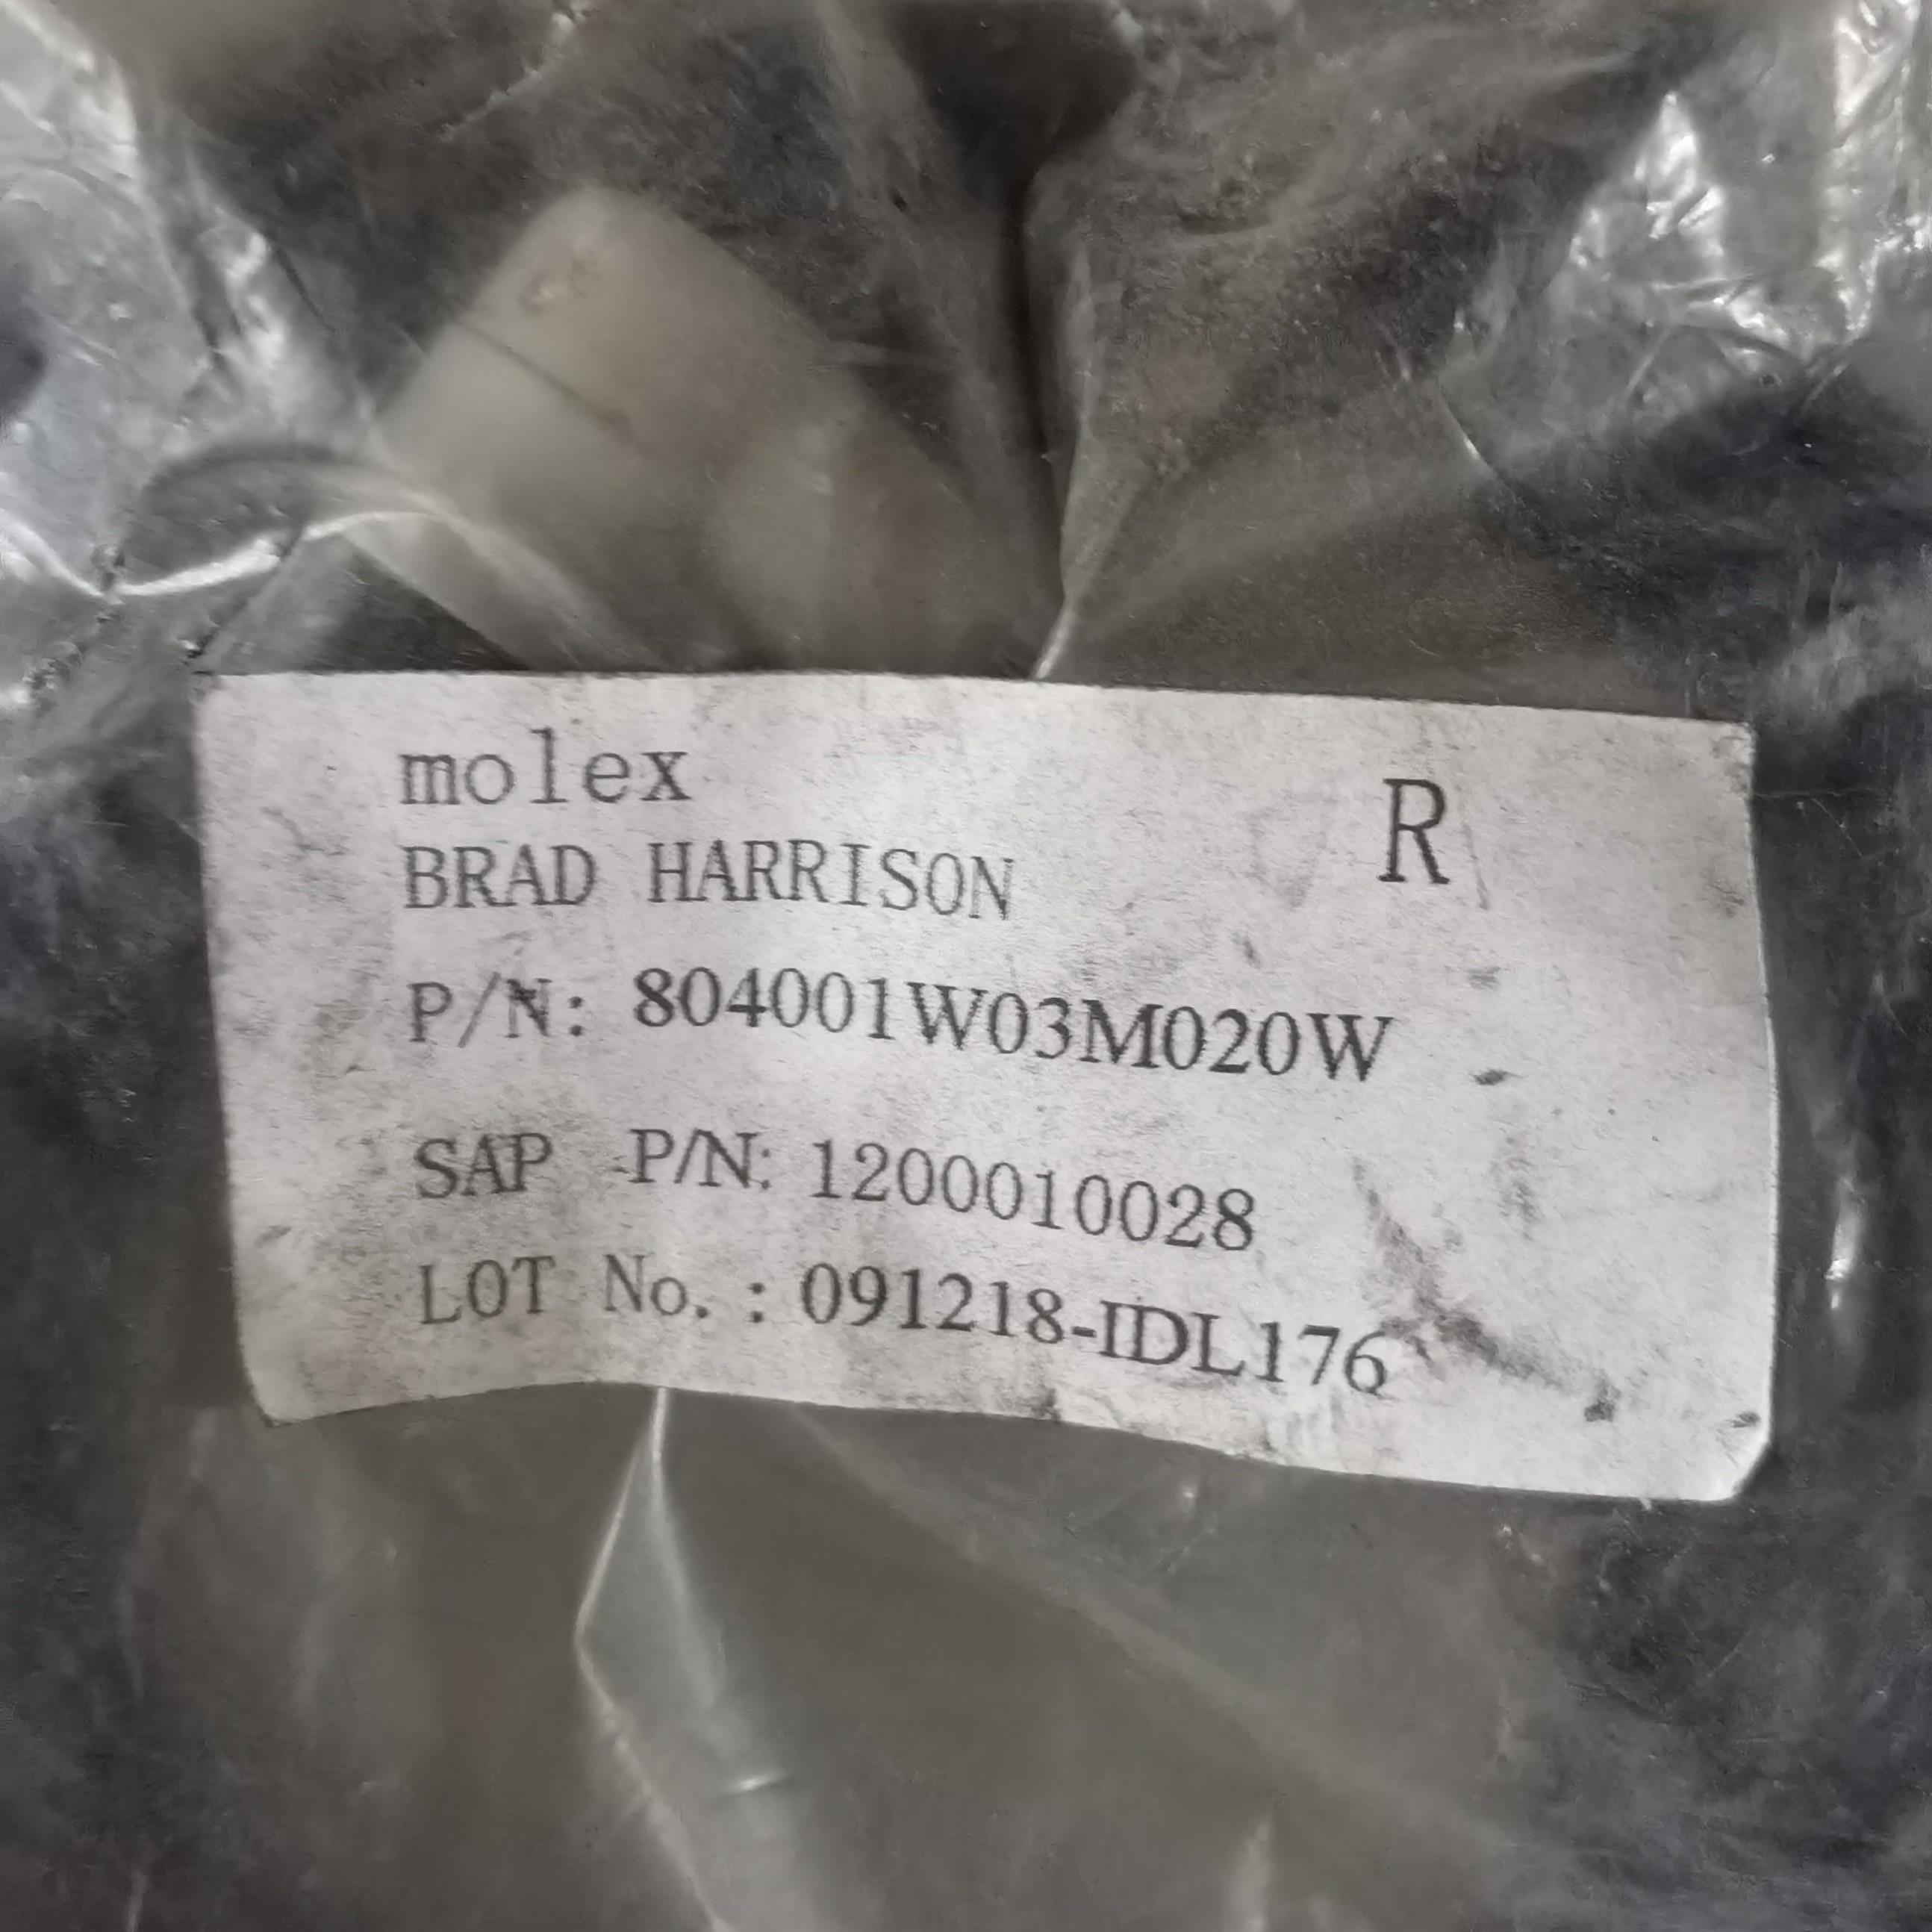 molex
R
BRAD HARRISON
P/N: 804001W03M020W
SAP P/N: 1200010028
LOT No.: 091218-IDL176